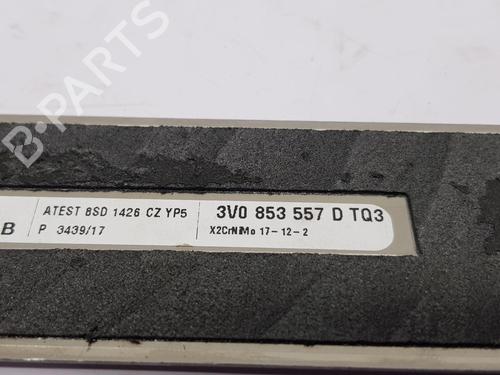 B-PARTS
ATEST 8SD 1426 CZ YP5
3V0 853 557 D TQ3
B
P 3439/17
X2CrNiMo 17-12-2